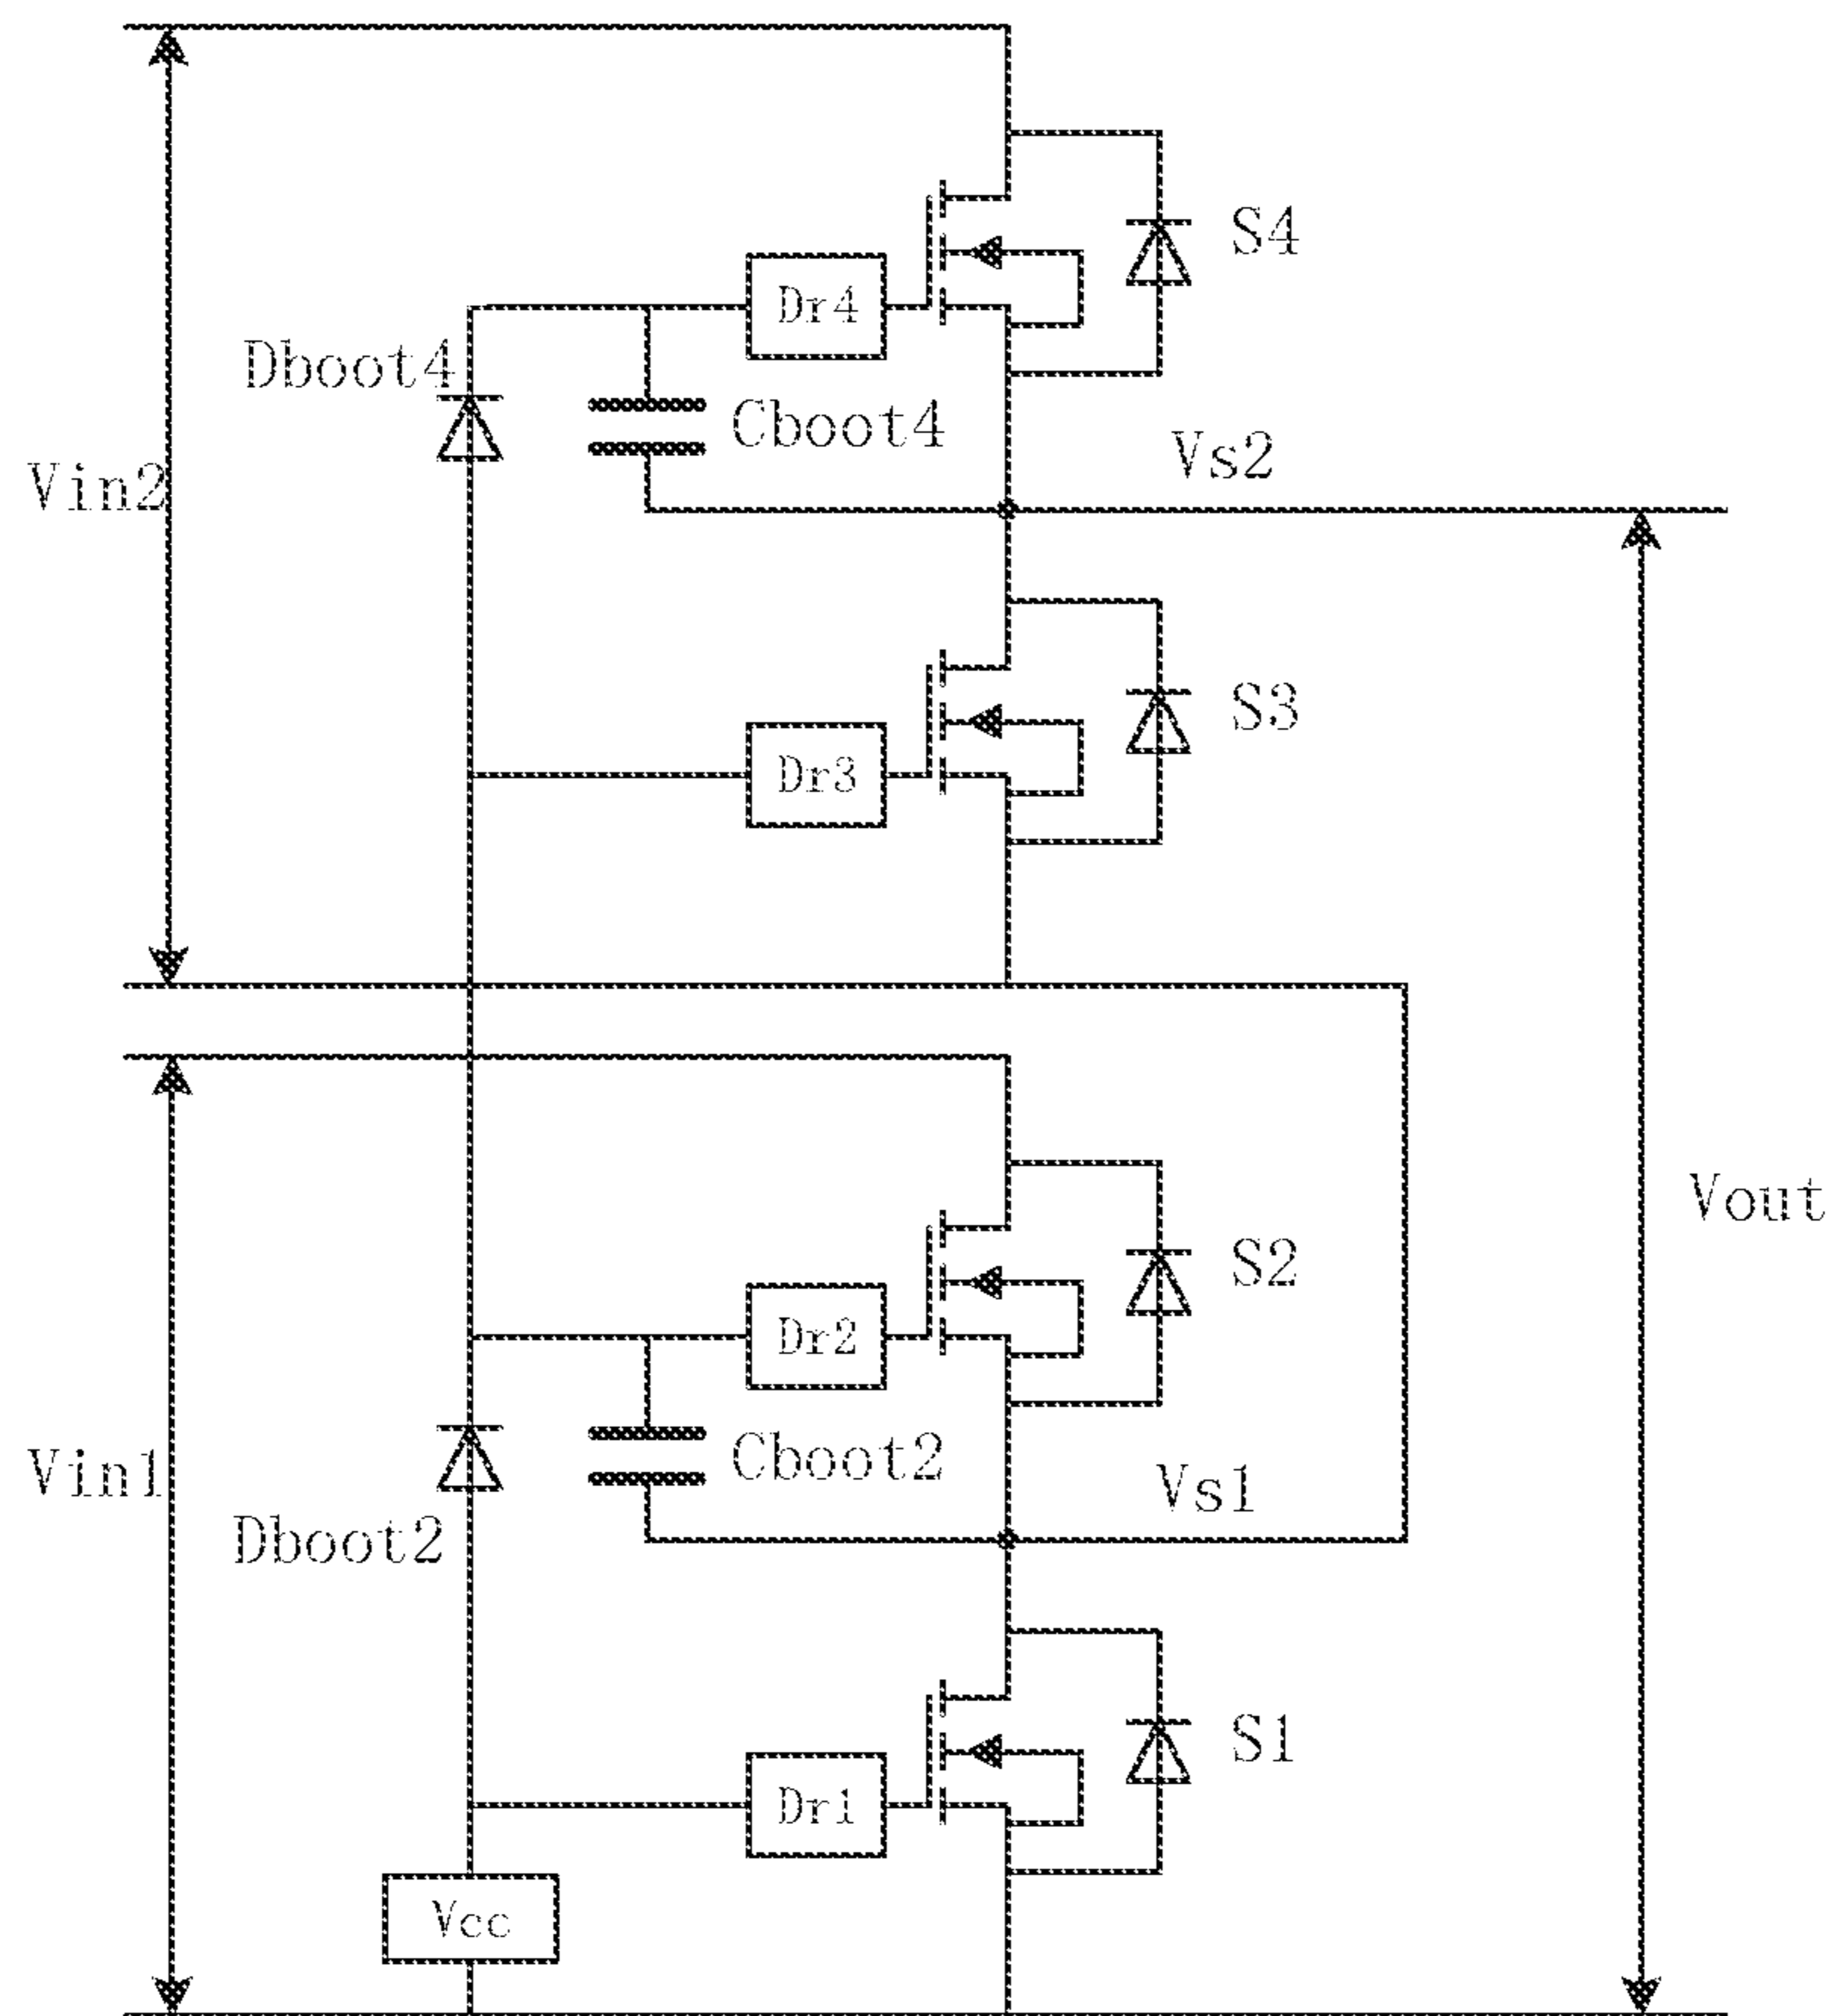 S4
Dr4
Dboot4
Cboot4
Vs2
Vin2
S3
Dr3
Vout
S2
Dr2
Cboot2
Vs1
Vin1
Dboot2
S1
Dr1
Vcc